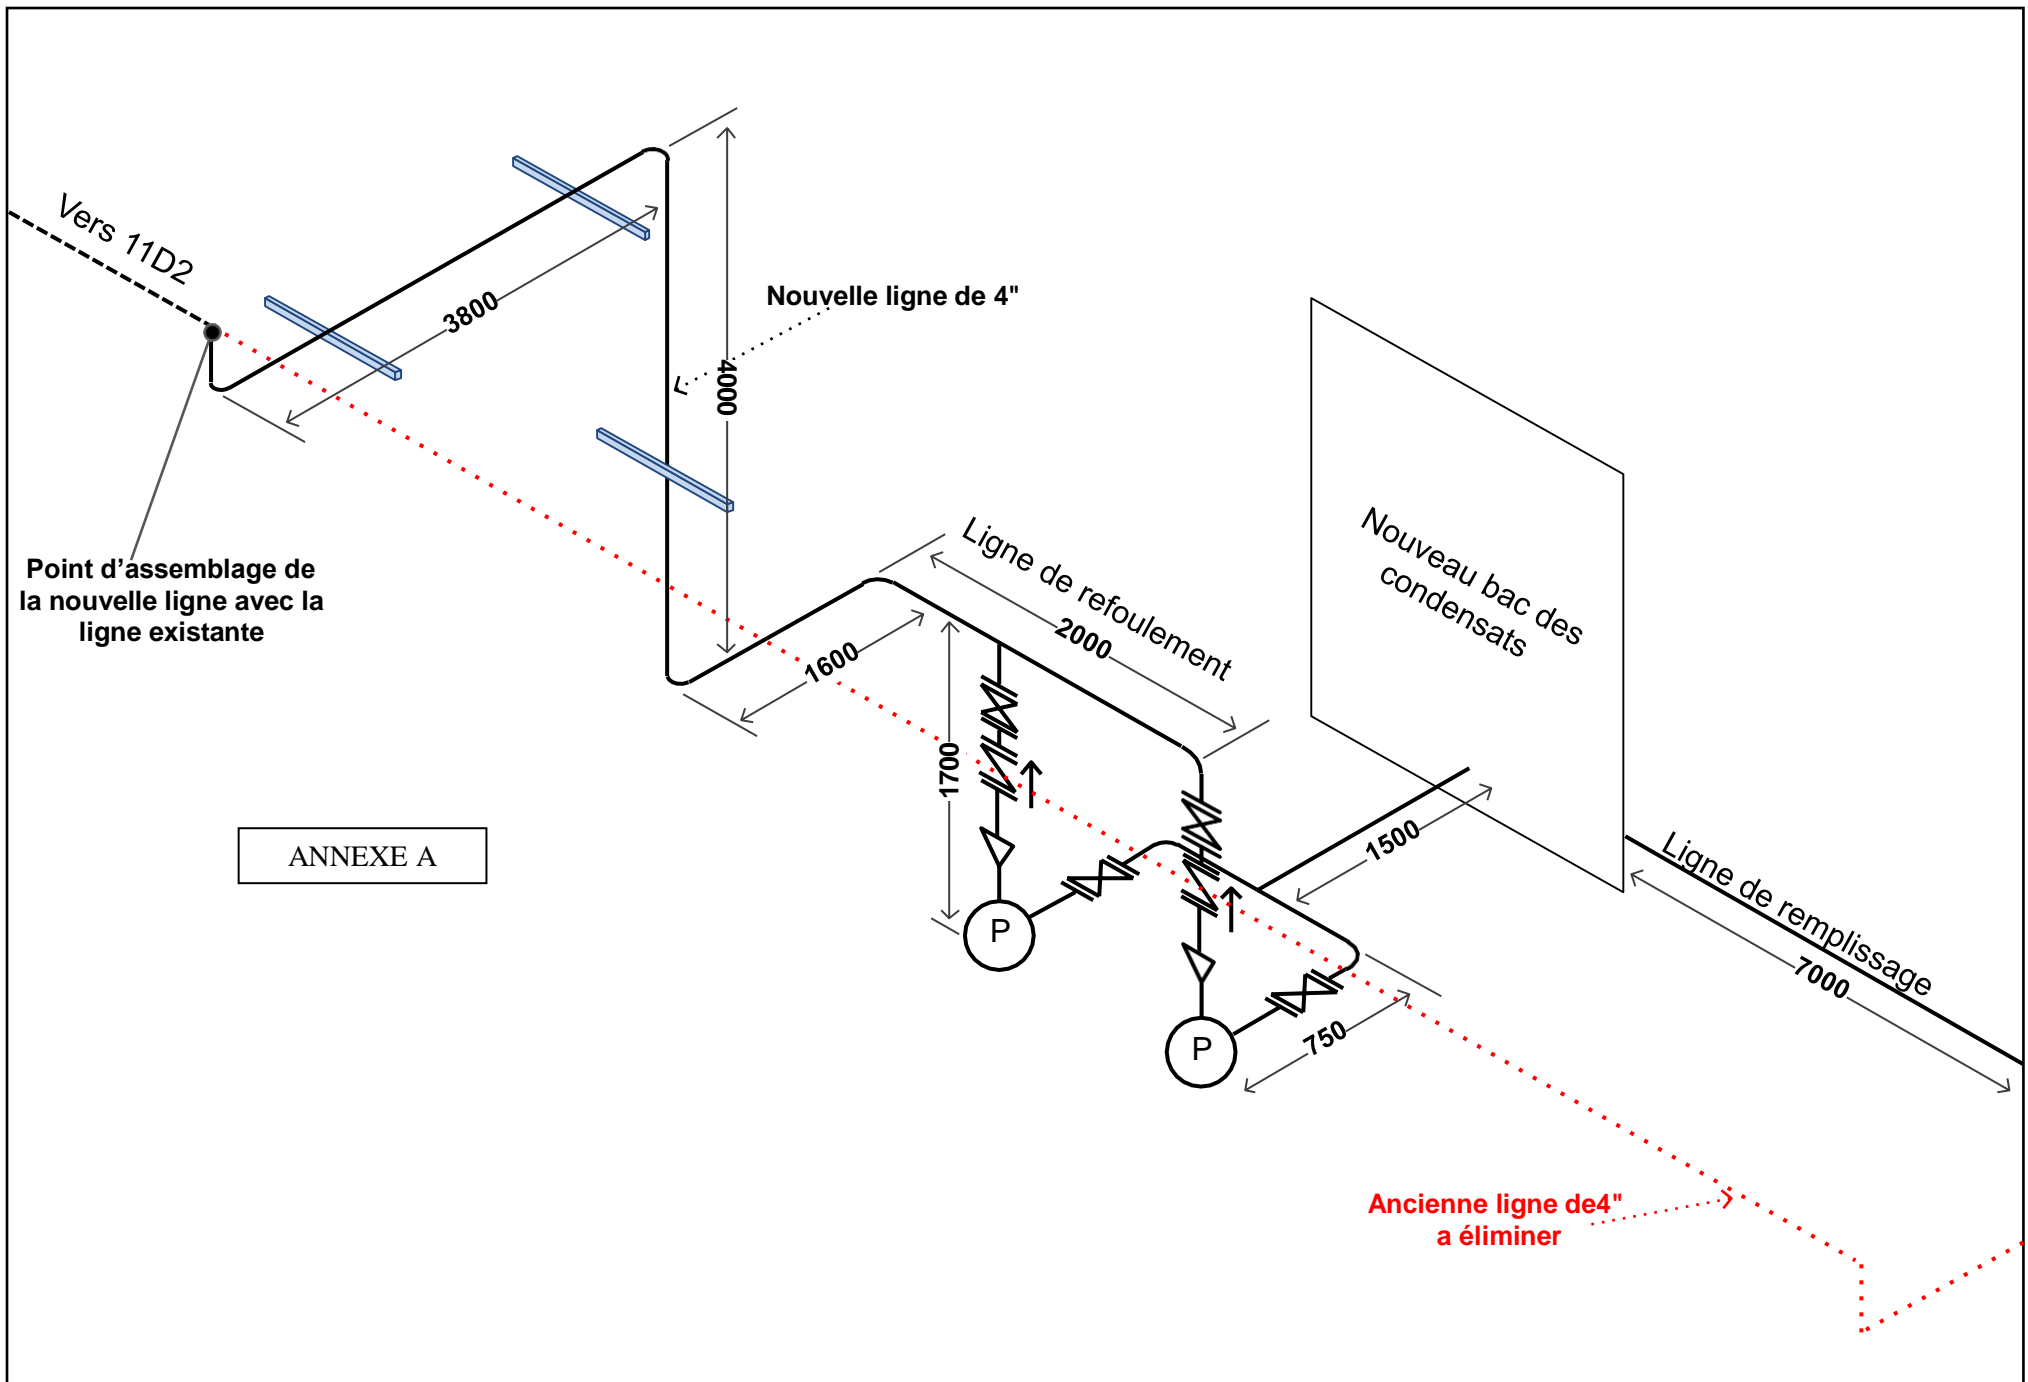 Vers 11D2
3800
4000
Nouvelle ligne de 4"
Point d’assemblage de
la nouvelle ligne avec la
ligne existante
Ligne de refoulement
2000
1600
1700
Nouveau bac des
condensats
1500
Ligne de remplissage
7000
ANNEXE A
P
P
750
Ancienne ligne de4"
a éliminer